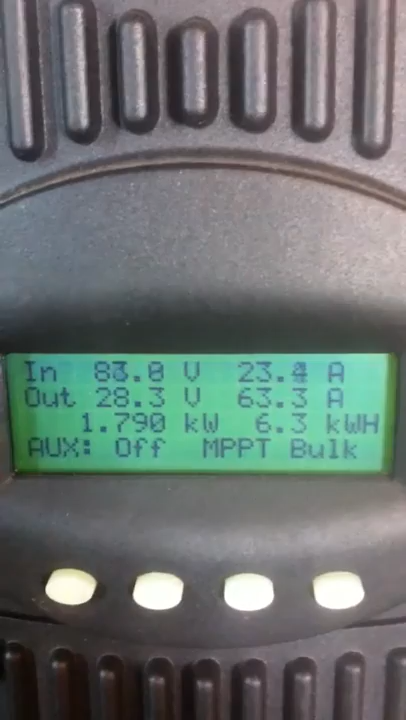 In 83.0 V 23.4 A
Out 28.3 V 63.3 A
1.790 kW 6.3 kWH
AUX: Off MPPT Bulk